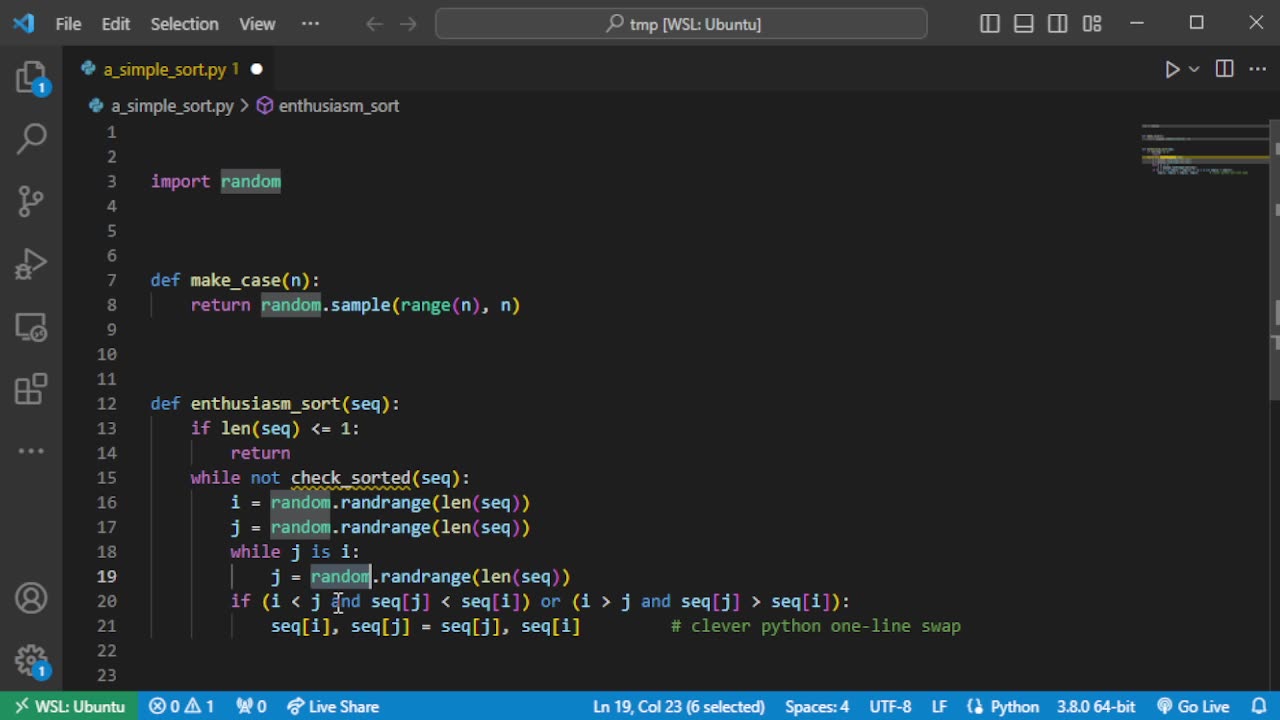 File Edit Selection View ··· tmp [WSL: Ubuntu]
a_simple_sort.py 1
a_simple_sort.py > enthusiasm_sort
1
2
3 import random
4
5
6
7 def make_case(n):
8 return random.sample(range(n), n)
9
10
11
12 def enthusiasm_sort(seq):
13 if len(seq) <= 1:
14 return
15 while not check_sorted(seq):
16 i = random.randrange(len(seq))
17 j = random.randrange(len(seq))
18 while j is i:
19 j = random.randrange(len(seq))
20 if (i < j and seq[j] < seq[i]) or (i > j and seq[j] > seq[i]):
21 seq[i], seq[j] = seq[j], seq[i] # clever python one-line swap
22
23
1
1
WSL: Ubuntu 0 1 0 Live Share Ln 19, Col 23 (6 selected) Spaces: 4 UTF-8 LF Python 3.8.0 64-bit Go Live